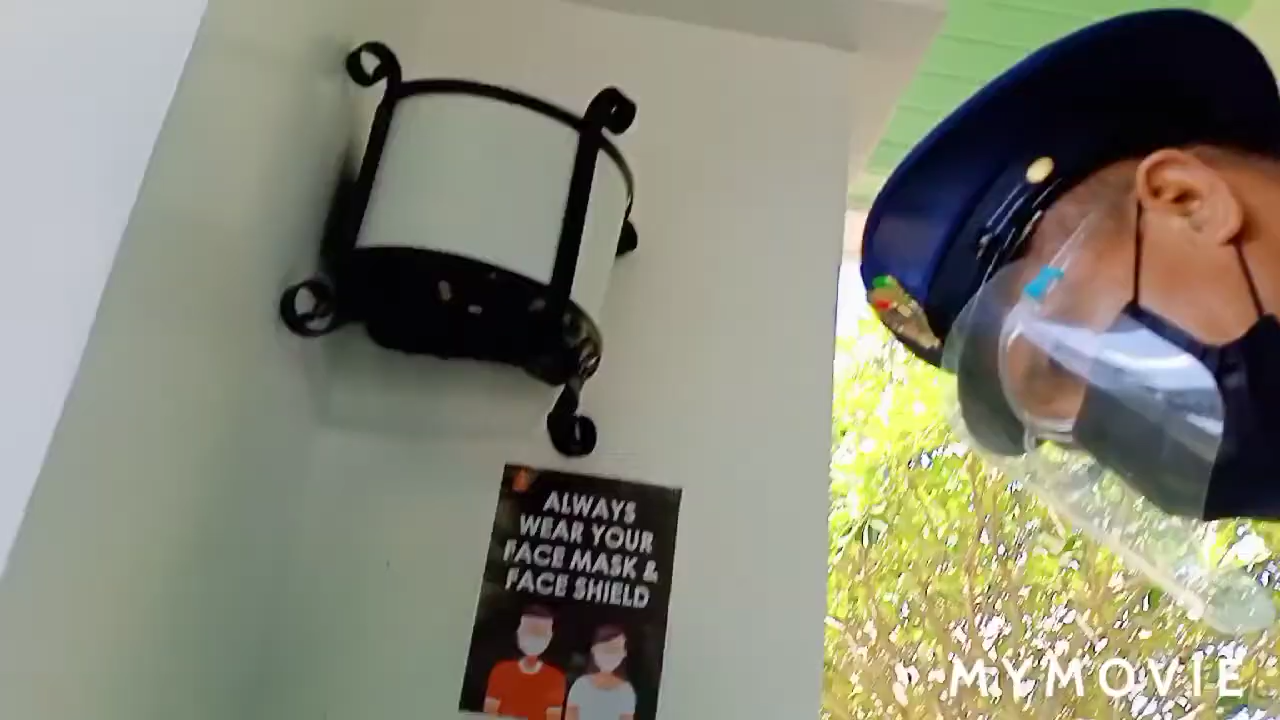 ALWAYS
WEAR YOUR
FACE MASK &
FACE SHIELD
MYMOVIE